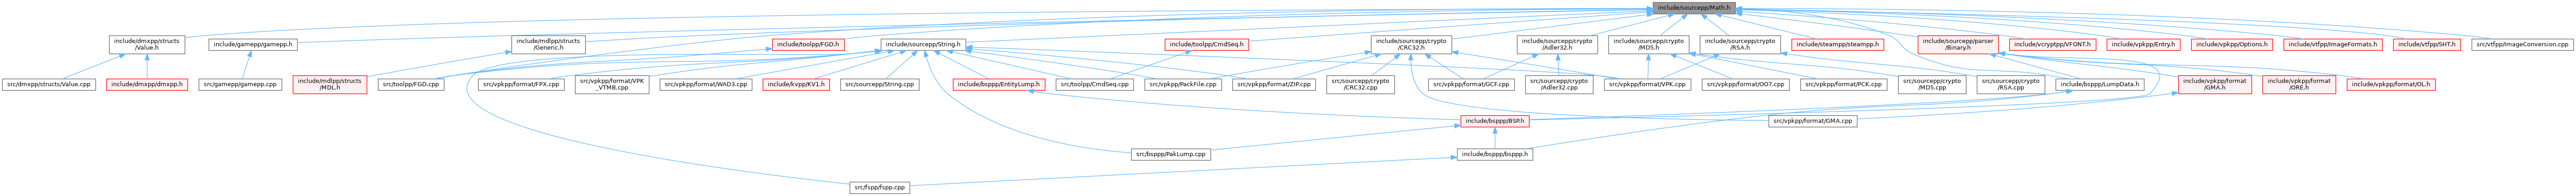 include/sourcepp/Math.h
include/dmxpp/structs
/Value.h
include/gamepp/gamepp.h
include/mdlpp/structs
/Generic.h
include/toolpp/FGD.h
include/sourcepp/String.h
include/toolpp/CmdSeq.h
include/sourcepp/crypto
/CRC32.h
include/sourcepp/crypto
/Adler32.h
include/sourcepp/crypto
/MD5.h
include/sourcepp/crypto
/RSA.h
include/steampp/steampp.h
include/sourcepp/parser
/Binary.h
include/vcryptpp/VFONT.h
include/vpkpp/Entry.h
include/vpkpp/Options.h
include/vtfpp/ImageFormats.h
include/vtfpp/SHT.h
src/vtfpp/ImageConversion.cpp
src/dmxpp/structs/Value.cpp
include/dmxpp/dmxpp.h
src/gamepp/gamepp.cpp
include/mdlpp/structs
/MDL.h
src/toolpp/FGD.cpp
src/vpkpp/format/FPX.cpp
src/vpkpp/format/VPK
_VTMB.cpp
src/vpkpp/format/WAD3.cpp
include/kvpp/KV1.h
src/sourcepp/String.cpp
include/bsppp/EntityLump.h
src/toolpp/CmdSeq.cpp
src/vpkpp/PackFile.cpp
src/vpkpp/format/ZIP.cpp
src/sourcepp/crypto
/CRC32.cpp
src/vpkpp/format/GCF.cpp
src/sourcepp/crypto
/Adler32.cpp
src/vpkpp/format/VPK.cpp
src/vpkpp/format/OO7.cpp
src/vpkpp/format/PCK.cpp
src/sourcepp/crypto
/MD5.cpp
src/sourcepp/crypto
/RSA.cpp
include/bsppp/LumpData.h
include/vpkpp/format
/GMA.h
include/vpkpp/format
/ORE.h
include/vpkpp/format/OL.h
include/bsppp/BSP.h
src/vpkpp/format/GMA.cpp
src/bsppp/PakLump.cpp
include/bsppp/bsppp.h
src/fspp/fspp.cpp